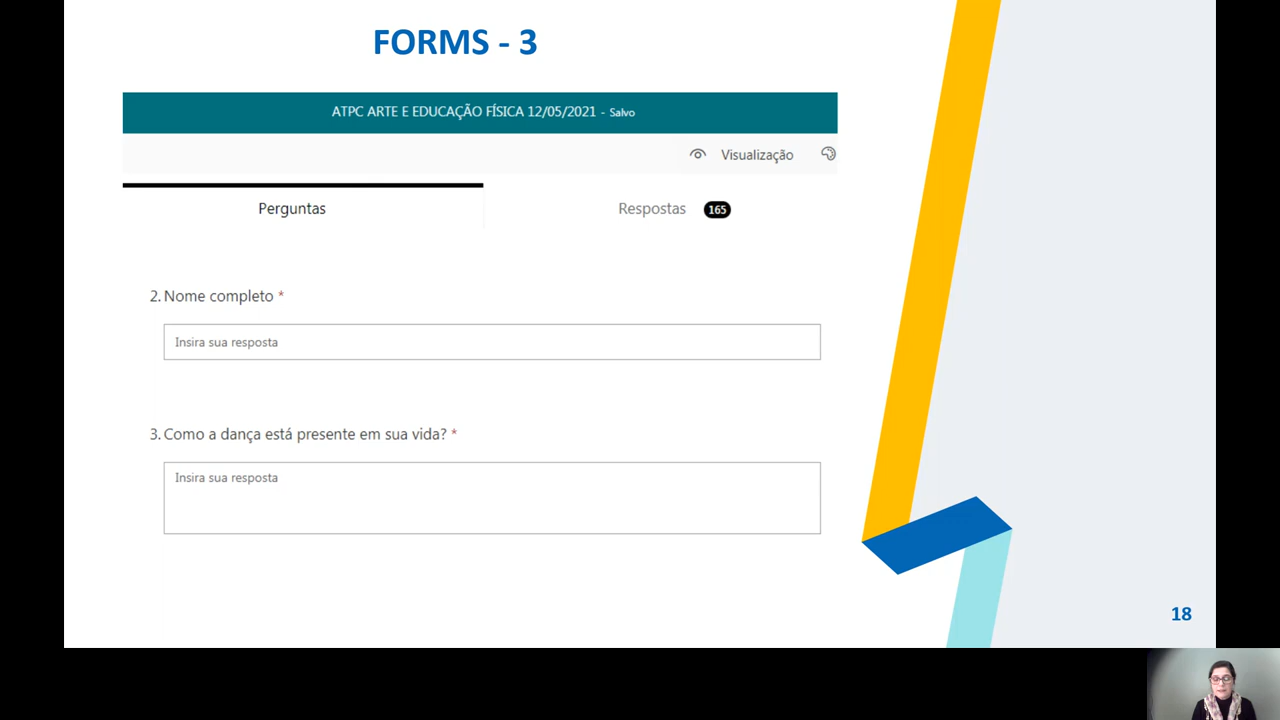 FORMS - 3
ATPC ARTE E EDUCAÇÃO FÍSICA 12/05/2021 - Salvo
Visualização
Perguntas
Respostas 165
2. Nome completo *
Insira sua resposta
3. Como a dança está presente em sua vida? *
Insira sua resposta
18